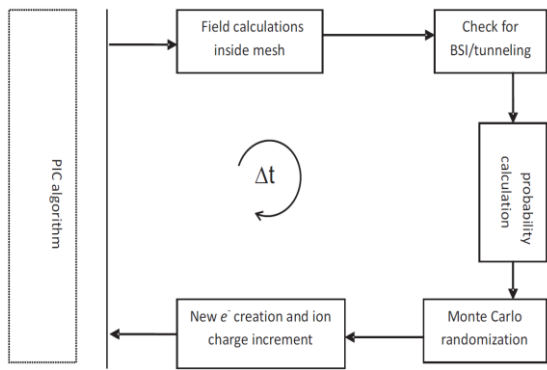 PIC algorithm
Field calculations
inside mesh
Check for
BSI/tunneling
probability
calculation
Δt
New e⁻ creation and ion
charge increment
Monte Carlo
randomization